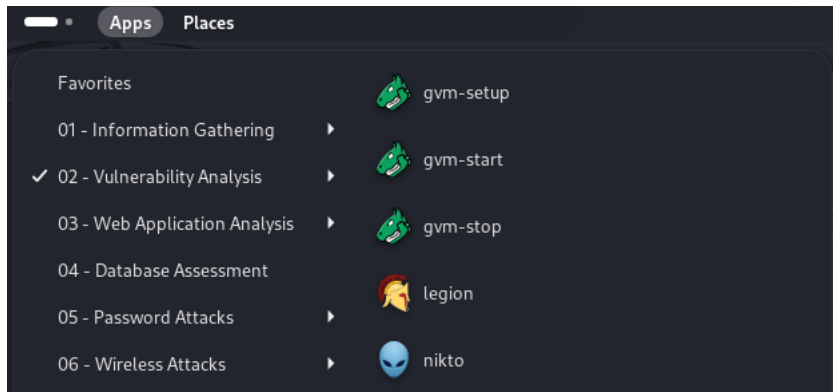 Apps Places
Favorites
01 - Information Gathering
02 - Vulnerability Analysis
03 - Web Application Analysis
04 - Database Assessment
05 - Password Attacks
06 - Wireless Attacks
gvm-setup
gvm-start
gvm-stop
legion
nikto